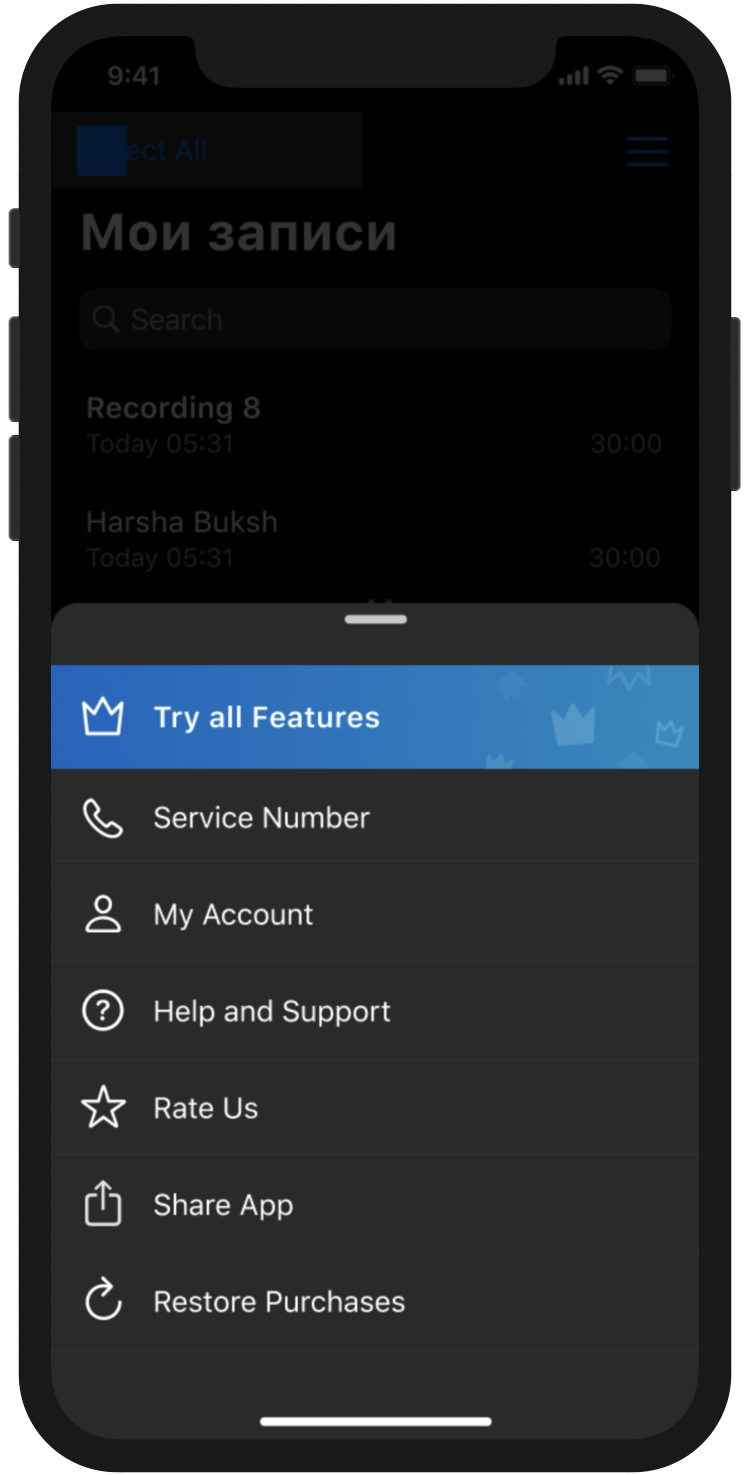 9:41
ect All
Мои записи
Search
Recording 8
Today 05:31 30:00
Harsha Buksh
Today 05:31 30:00
Try all Features
Service Number
My Account
Help and Support
Rate Us
Share App
Restore Purchases